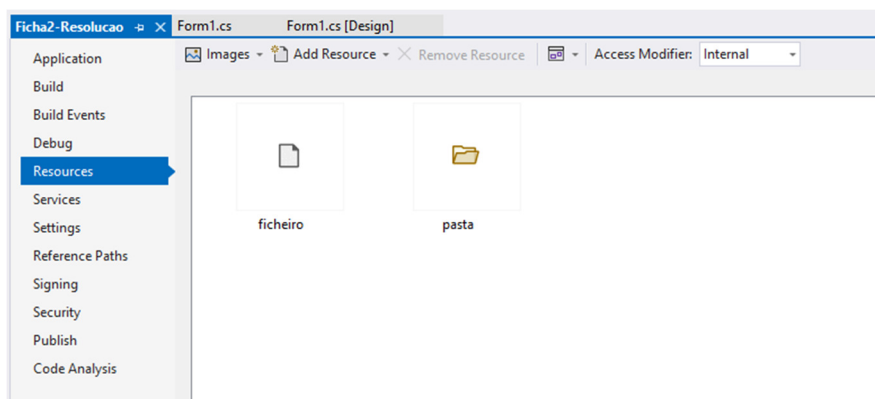 Ficha2-Resolucao Form1.cs Form1.cs [Design]
Images Add Resource Remove Resource Access Modifier: Internal
Application
Build
Build Events
Debug
Resources
Services
Settings
Reference Paths
Signing
Security
Publish
Code Analysis
ficheiro pasta